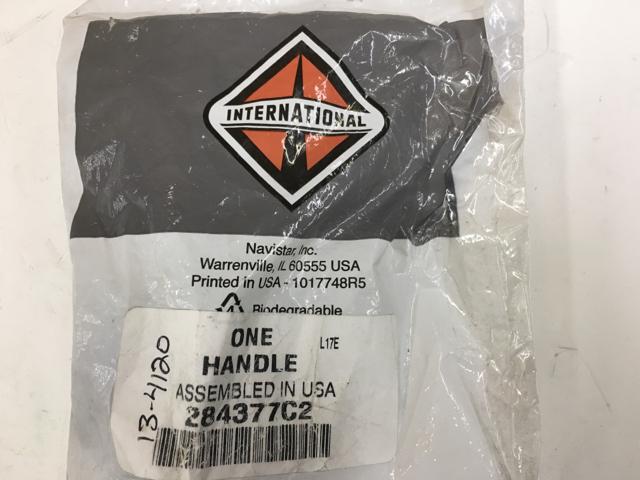 INTERNATIONAL
Navistar, Inc.
Warrenville, IL 60555 USA
Printed in USA - 1017748R5
Biodegradable
ONE
L17E
HANDLE
ASSEMBLED IN USA
284377C2
13-4120